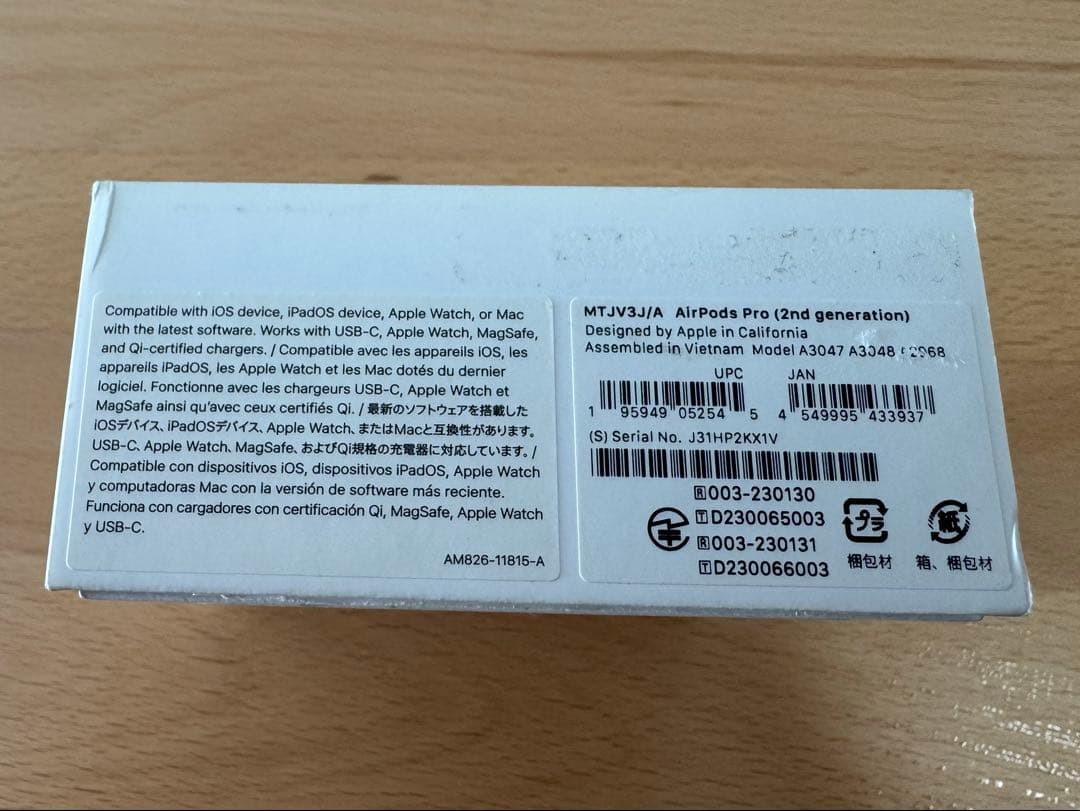 Compatible with iOS device, iPadOS device, Apple Watch, or Mac
with the latest software. Works with USB-C, Apple Watch, MagSafe,
and Qi-certified chargers. / Compatible avec les appareils iOS, les
appareils iPadOS, les Apple Watch et les Mac dotés du dernier
logiciel. Fonctionne avec les chargeurs USB-C, Apple Watch et
MagSafe ainsi qu'avec ceux certifiés Qi. / 最新のソフトウェアを搭載した
iOSデバイス、iPadOSデバイス、Apple Watch、またはMacと互換性があります。
USB-C、Apple Watch、MagSafe、およびQi規格の充電器に対応しています。/
Compatible con dispositivos iOS, dispositivos iPadOS, Apple Watch
y computadoras Mac con la versión de software más reciente.
Funciona con cargadores con certificación Qi, MagSafe, Apple Watch
y USB-C.
AM826-11815-A
MTJV3J/A AirPods Pro (2nd generation)
Designed by Apple in California
Assembled in Vietnam Model A3047 A3048
UPC JAN
1 95949 05254 5 4 549995 433937
(S) Serial No. J31HP2KX1V
R 003-230130
T D230065003
R 003-230131
T D230066003
プラ
梱包材
紙
箱、梱包材